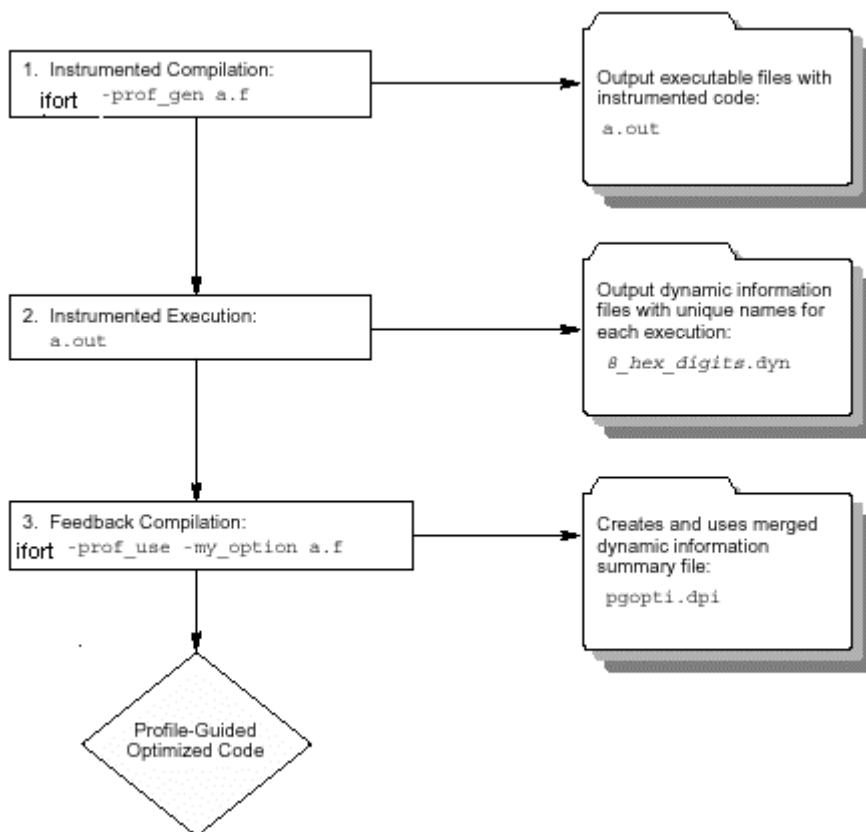 1. Instrumented Compilation:
ifort -prof_gen a.f
Output executable files with
instrumented code:
a.out
2. Instrumented Execution:
a.out
Output dynamic information
files with unique names for
each execution:
8_hex_digits.dyn
3. Feedback Compilation:
ifort -prof_use -my_option a.f
Creates and uses merged
dynamic information
summary file:
pgopti.dpi
Profile-Guided
Optimized Code